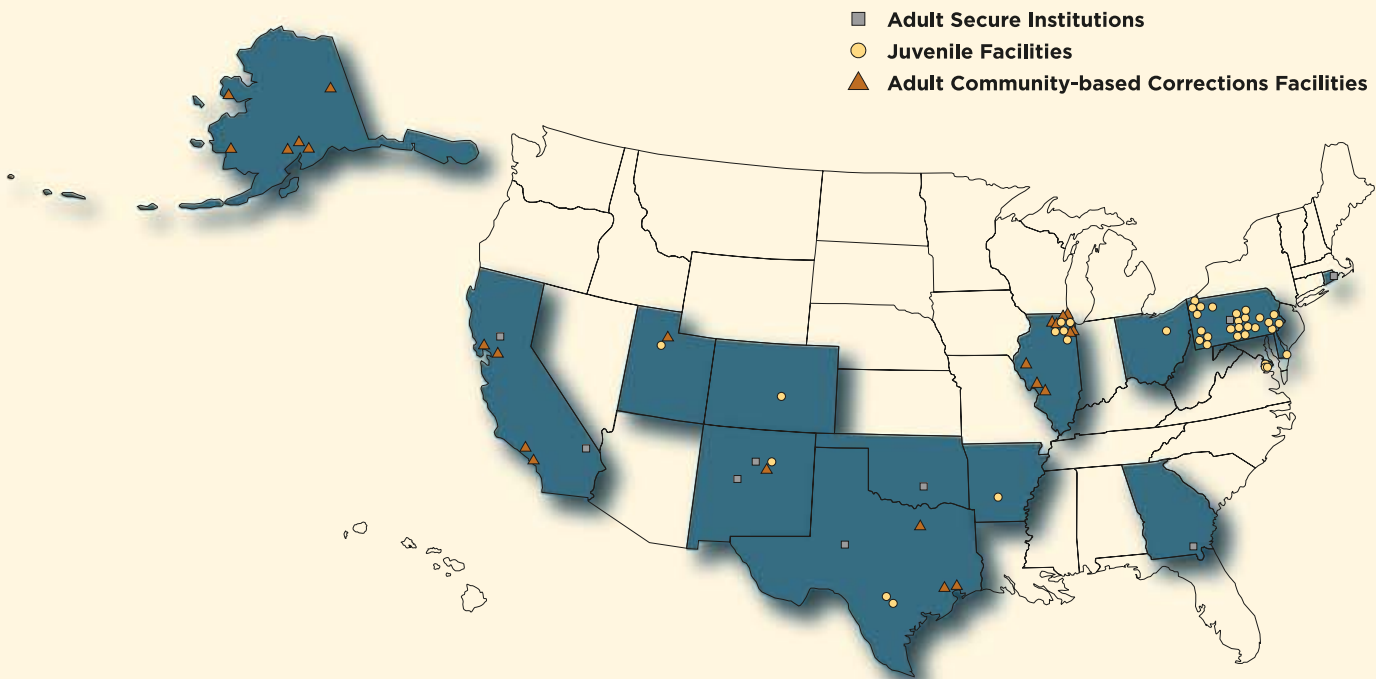 Adult Secure Institutions
Juvenile Facilities
Adult Community-based Corrections Facilities